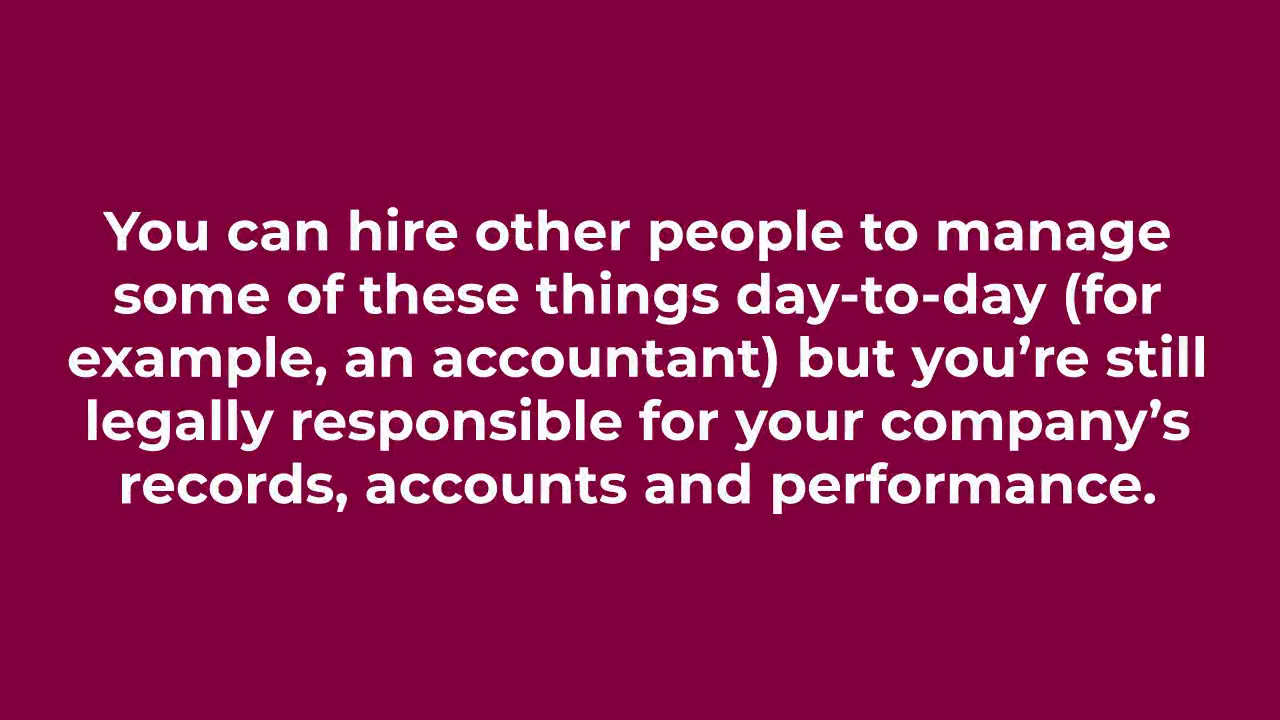 You can hire other people to manage
some of these things day-to-day (for
example, an accountant) but you’re still
legally responsible for your company’s
records, accounts and performance.